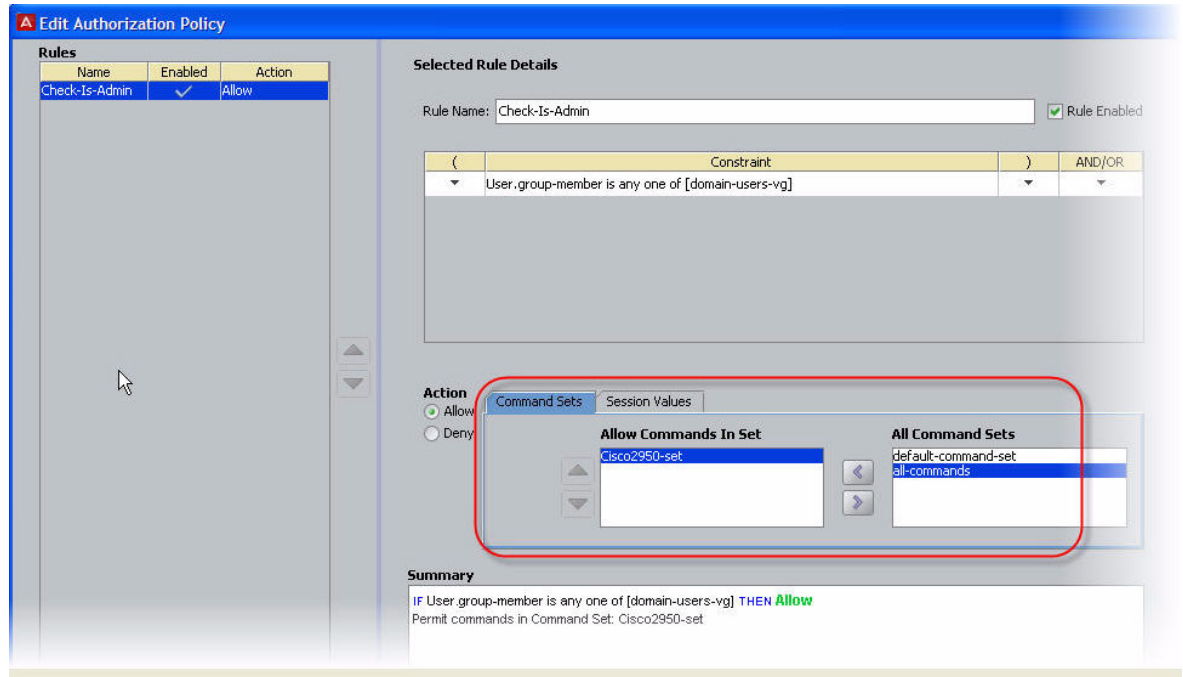 A Edit Authorization Policy
Rules
Name Enabled Action
Check-Is-Admin Allow
Selected Rule Details
Rule Name: Check-Is-Admin Rule Enabled
( Constraint ) AND/OR
User.group-member is any one of [domain-users-vg]
Action
Allow
Deny
Command Sets Session Values
Allow Commands In Set
Cisco2950-set
All Command Sets
default-command-set
all-commands
Summary
IF User.group-member is any one of [domain-users-vg] THEN Allow
Permit commands in Command Set: Cisco2950-set